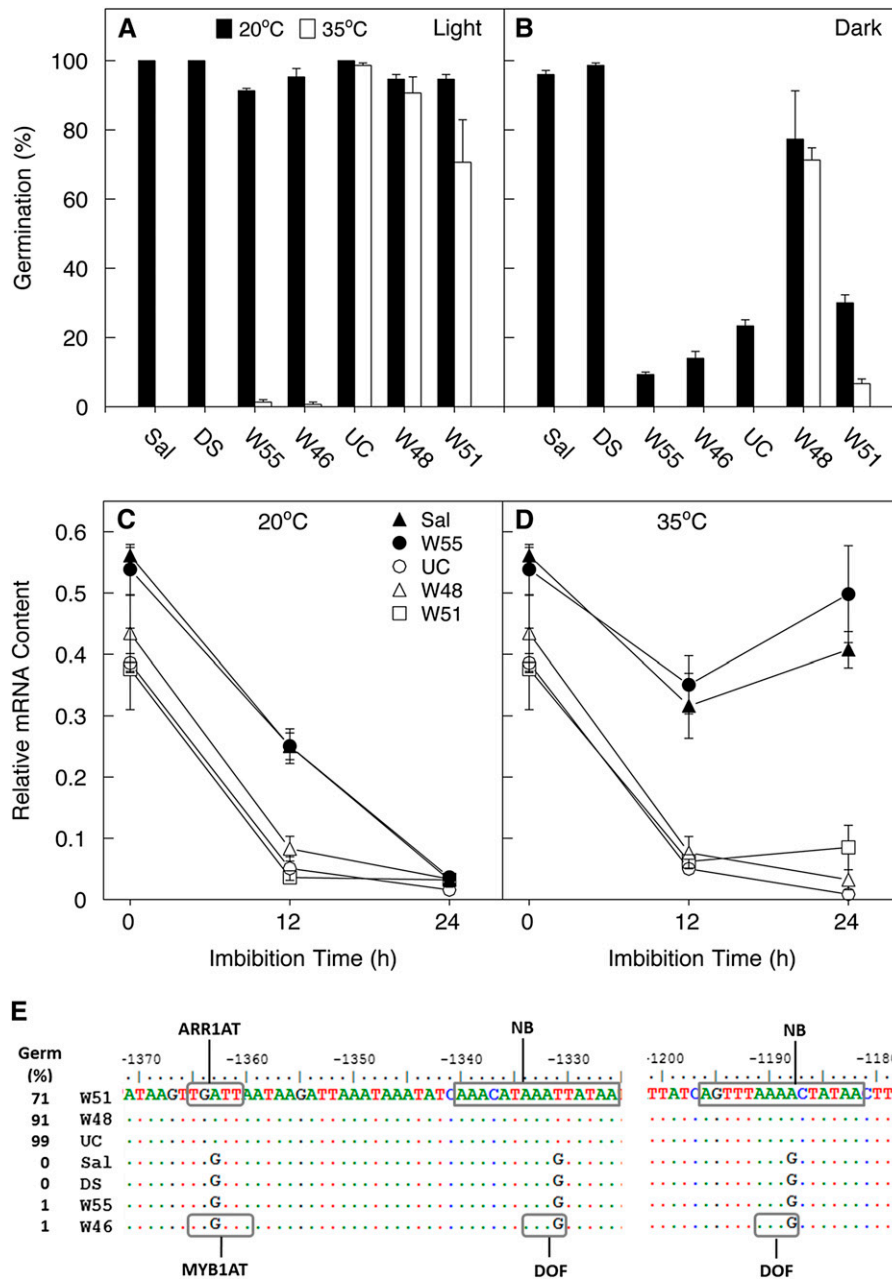 A 20°C 35°C Light
B Dark
Germination (%)
100
80
60
40
20
0
Sal DS W55 W46 UC W48 W51
Sal DS W55 W46 UC W48 W51
C 20°C
Sal
W55
UC
W48
W51
D 35°C
Relative mRNA Content
0.6
0.5
0.4
0.3
0.2
0.1
0
0 12 24
0 12 24
Imbibition Time (h)
Imbibition Time (h)
E
ARR1AT NB NB
Germ (%)
-1370 -1360 -1350 -1340 -1330 -1200 -1190 -1180
71 W51 ATAAGTTGATTAATAAGATTAAATAAATATCAAACATAAATTATAA TTATCAGTTTAAAACTATAACTT
91 W48
99 UC
0 Sal G G G
0 DS G G G
1 W55 G G G
1 W46 G G G
MYB1AT DOF DOF